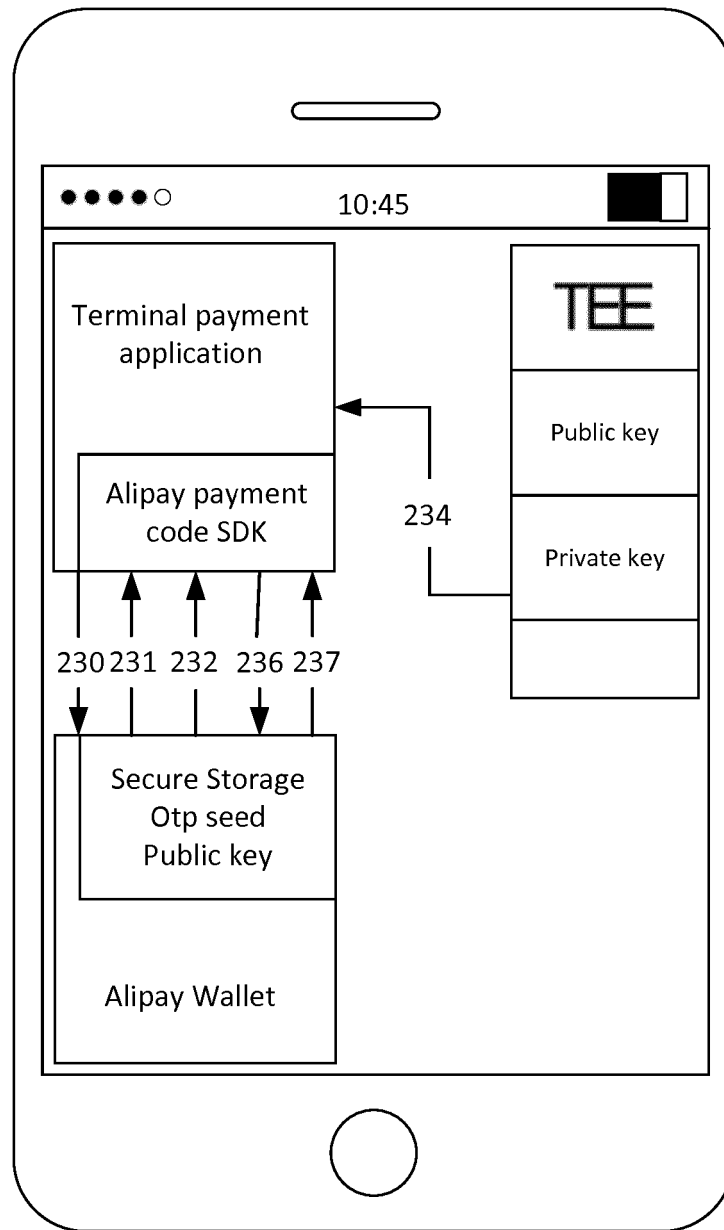 10:45
Terminal payment
application
TEE
Public key
Alipay payment
code SDK
234
Private key
230 231 232 236 237
Secure Storage
Otp seed
Public key
Alipay Wallet